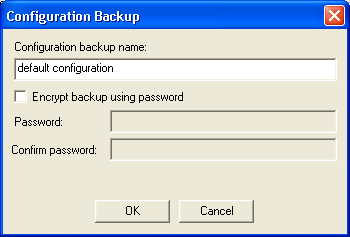 Configuration Backup
Configuration backup name:
default configuration
Encrypt backup using password
Password:
Confirm password:
OK
Cancel